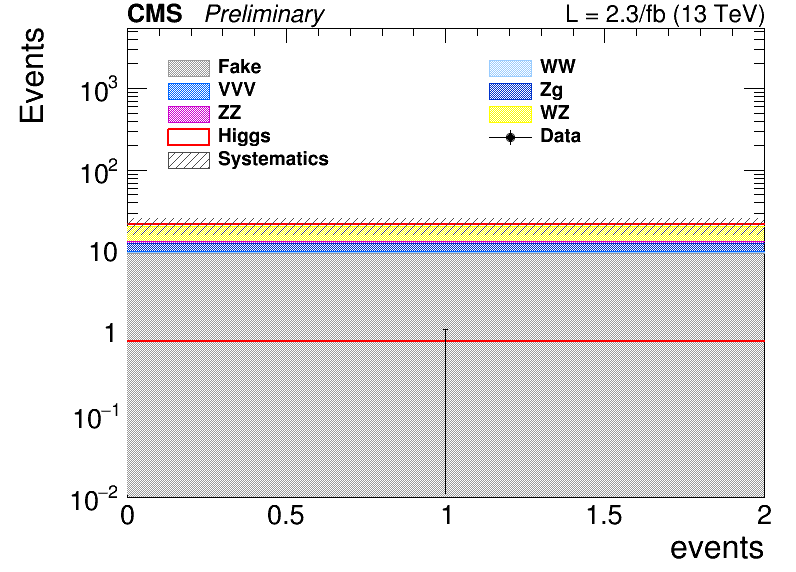 CMS Preliminary L = 2.3/fb (13 TeV)
Events
Fake WW
VVV Zg
ZZ WZ
Higgs Data
Systematics
10³
10²
10
1
10⁻¹
10⁻²
0 0.5 1 1.5 2
events